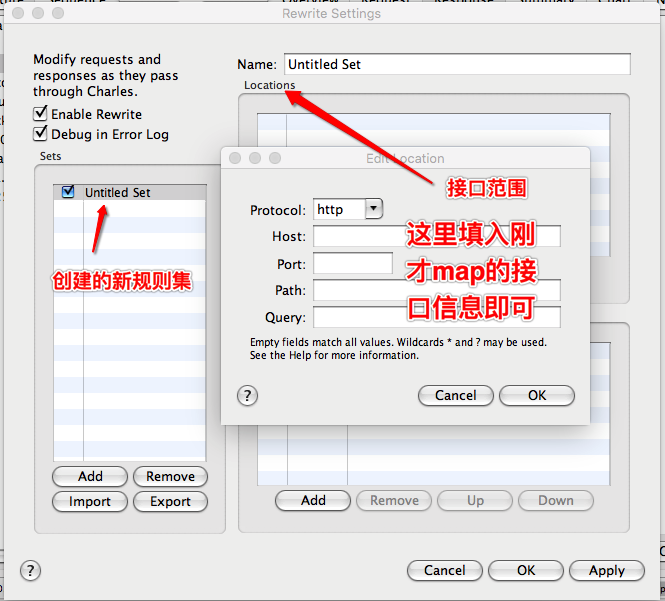 Rewrite Settings
Modify requests and
responses as they pass
through Charles.
Enable Rewrite
Debug in Error Log
Sets
Untitled Set
创建的新规则集
Add
Remove
Import
Export
Name:
Untitled Set
Locations
接口范围
Edit Location
Protocol:
http
Host:
Port:
Path:
Query:
这里填入刚
才map的接
口信息即可
Empty fields match all values. Wildcards * and ? may be used.
See the Help for more information.
?
Cancel
OK
Add
Remove
Up
Down
?
Cancel
OK
Apply